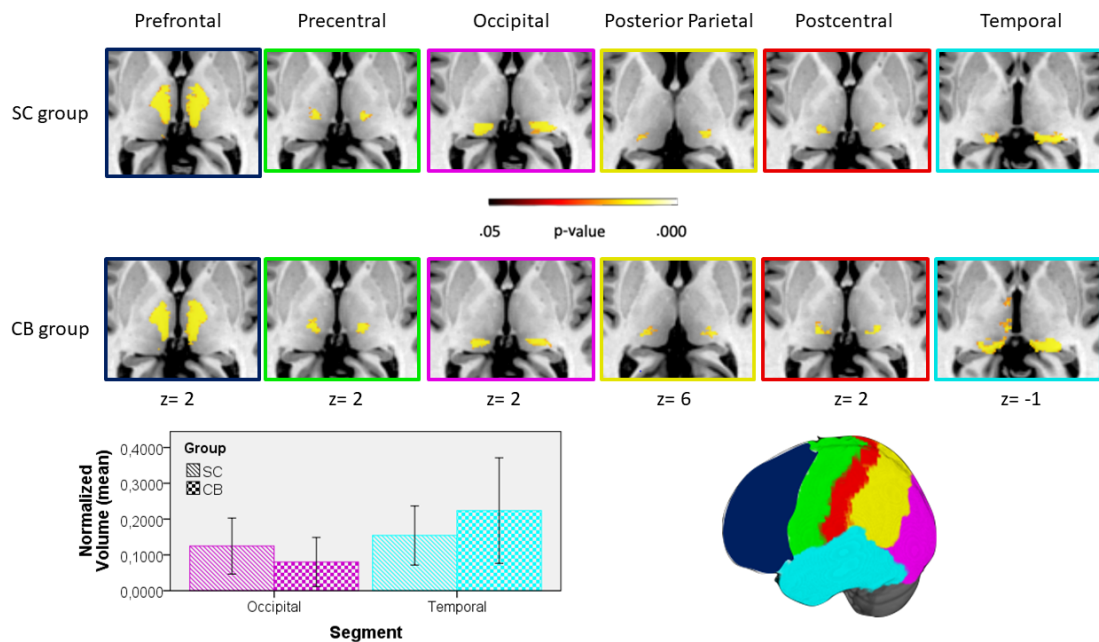 Prefrontal Precentral Occipital Posterior Parietal Postcentral Temporal
SC group
.05 p-value .000
CB group
z= 2 z= 2 z= 2 z= 6 z= 2 z= -1
Normalized
Volume (mean)
0,4000
0,3000
0,2000
0,1000
0,0000
Group
SC
CB
Occipital Temporal
Segment